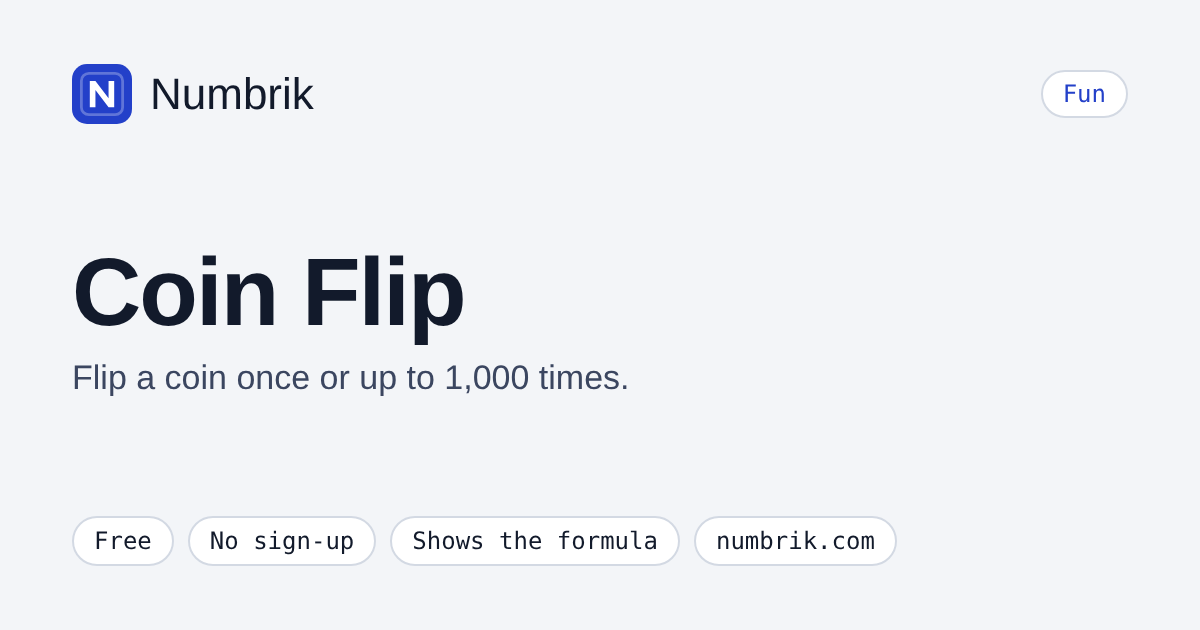 N Numbrik
Fun
Coin Flip
Flip a coin once or up to 1,000 times.
Free
No sign-up
Shows the formula
numbrik.com